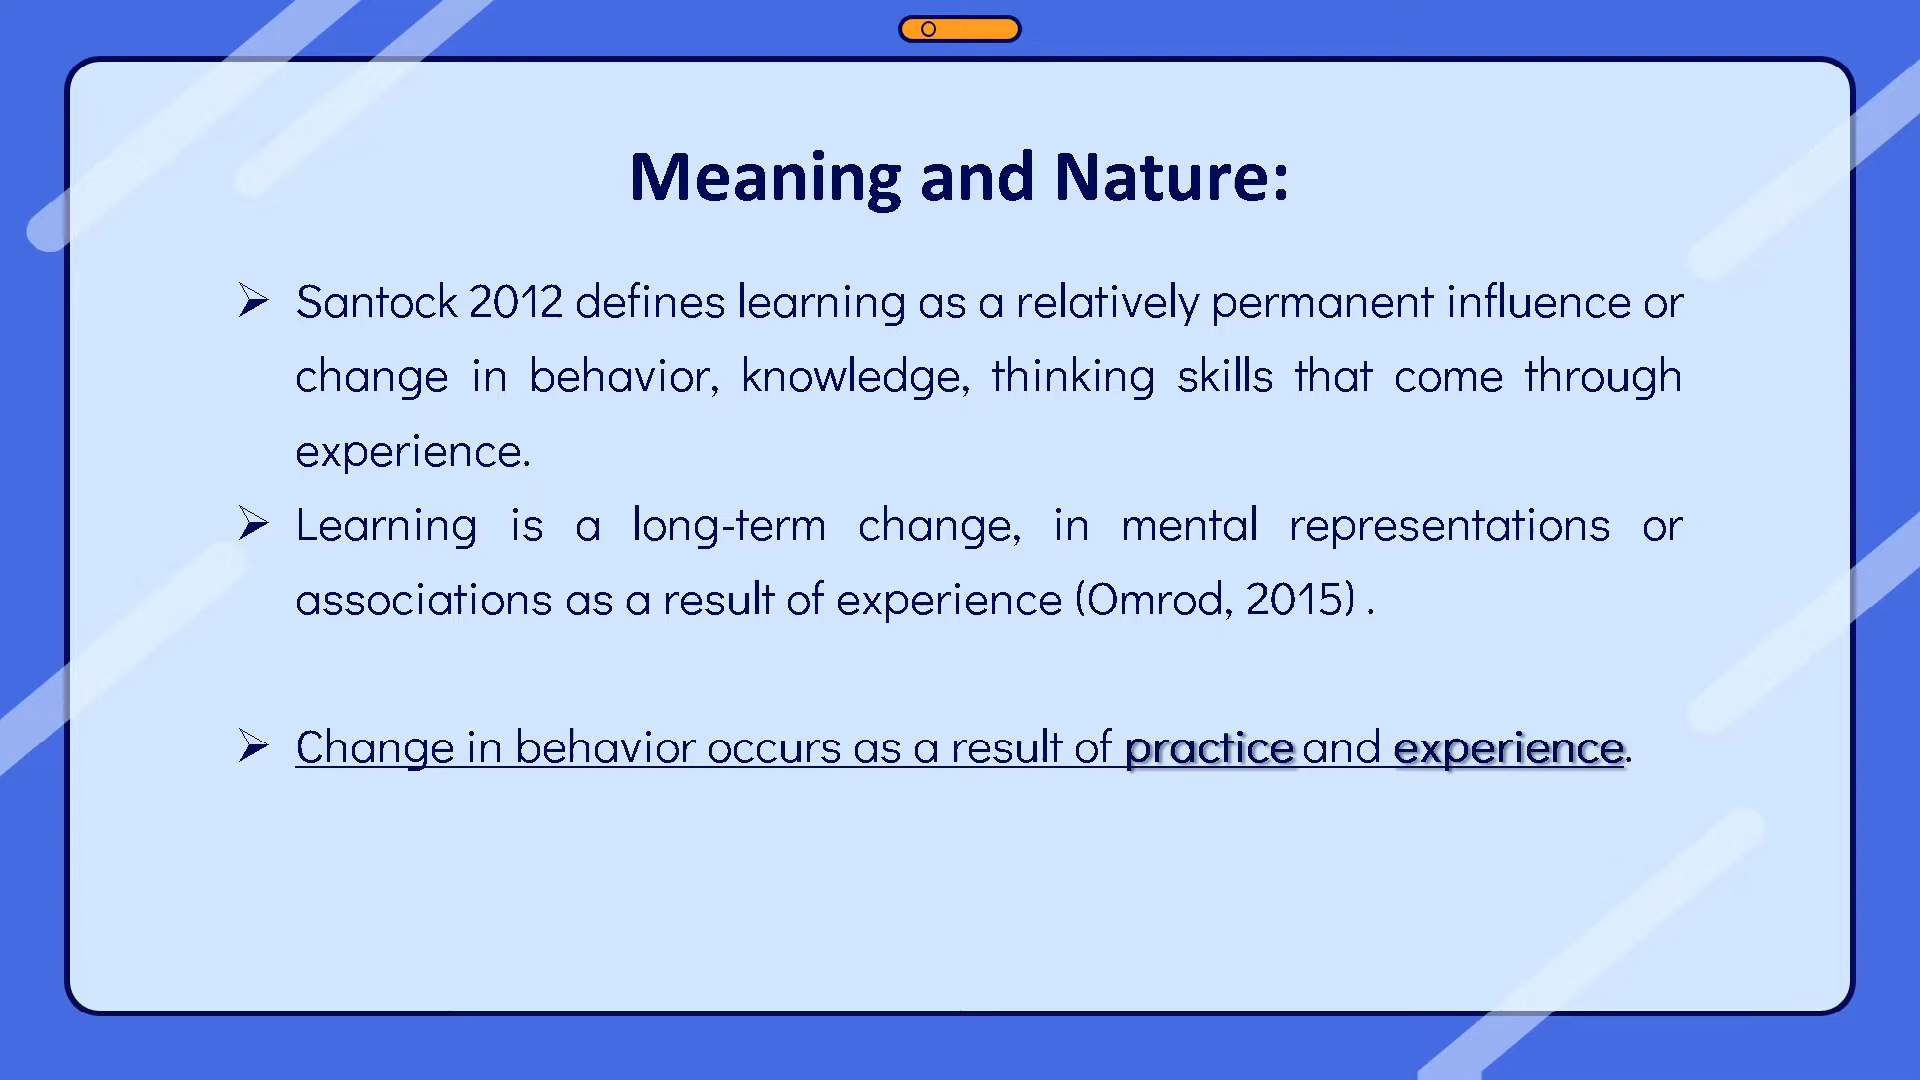 Meaning and Nature:
➢ Santock 2012 defines learning as a relatively permanent influence or
change in behavior, knowledge, thinking skills that come through
experience.
➢ Learning is a long-term change, in mental representations or
associations as a result of experience (Omrod, 2015) .
➢ Change in behavior occurs as a result of practice and experience.